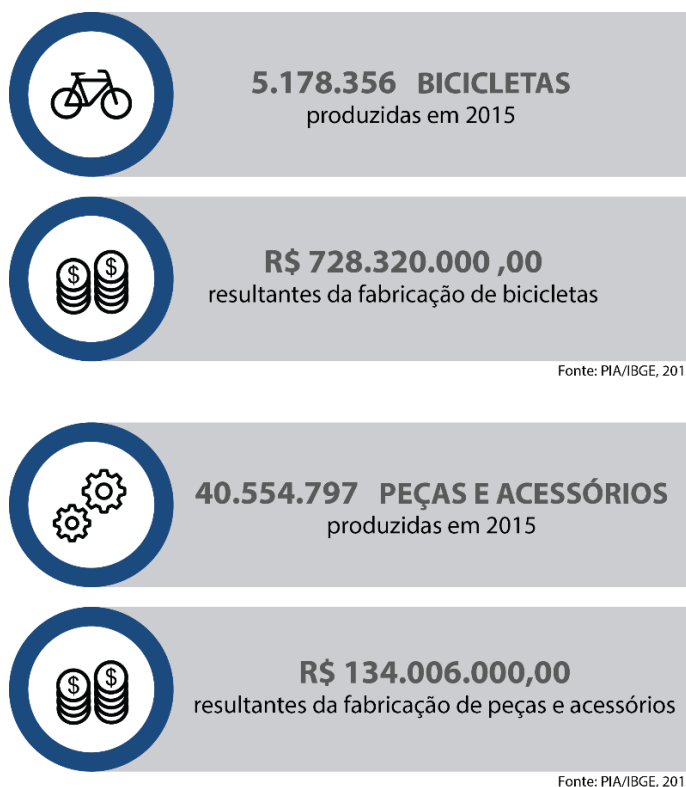 5.178.356 BICICLETAS
produzidas em 2015
$ $
R$ 728.320.000 ,00
resultantes da fabricação de bicicletas
Fonte: PIA/IBGE, 201
40.554.797 PEÇAS E ACESSÓRIOS
produzidas em 2015
$ $
R$ 134.006.000,00
resultantes da fabricação de peças e acessórios
Fonte: PIA/IBGE, 201